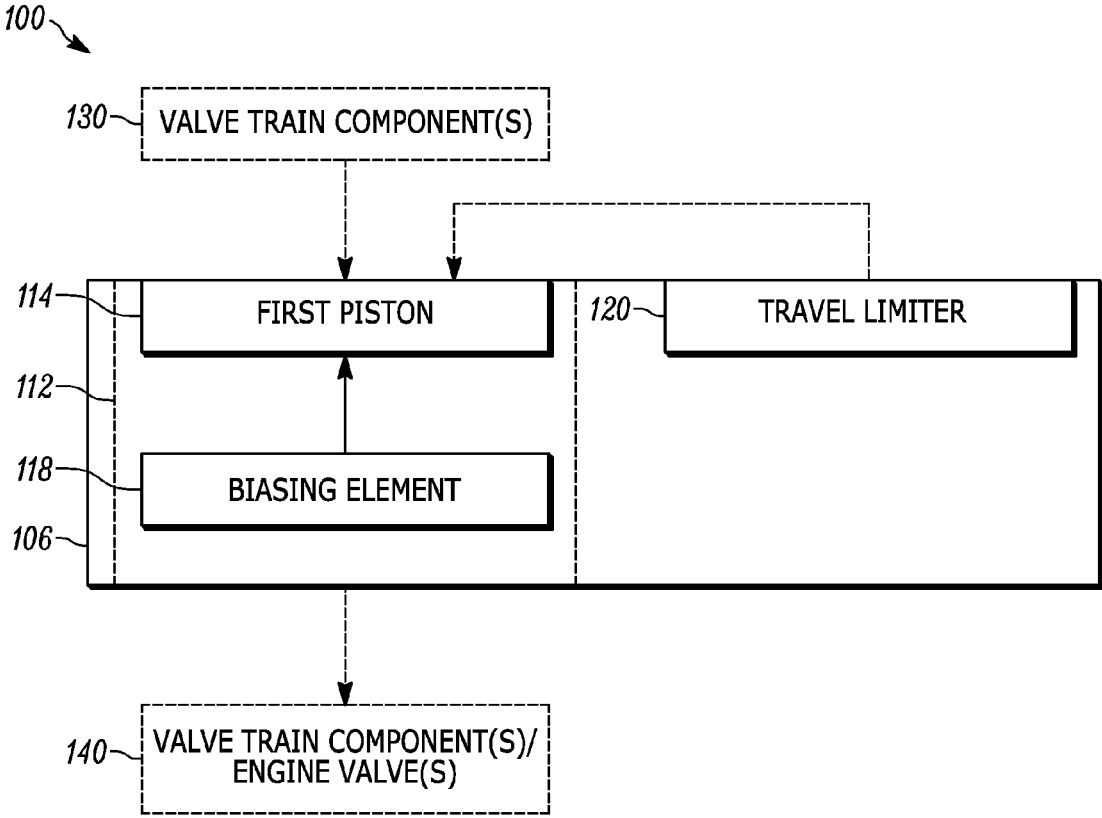 100
130
VALVE TRAIN COMPONENT(S)
114
FIRST PISTON
120
TRAVEL LIMITER
112
118
BIASING ELEMENT
106
140
VALVE TRAIN COMPONENT(S)/
ENGINE VALVE(S)